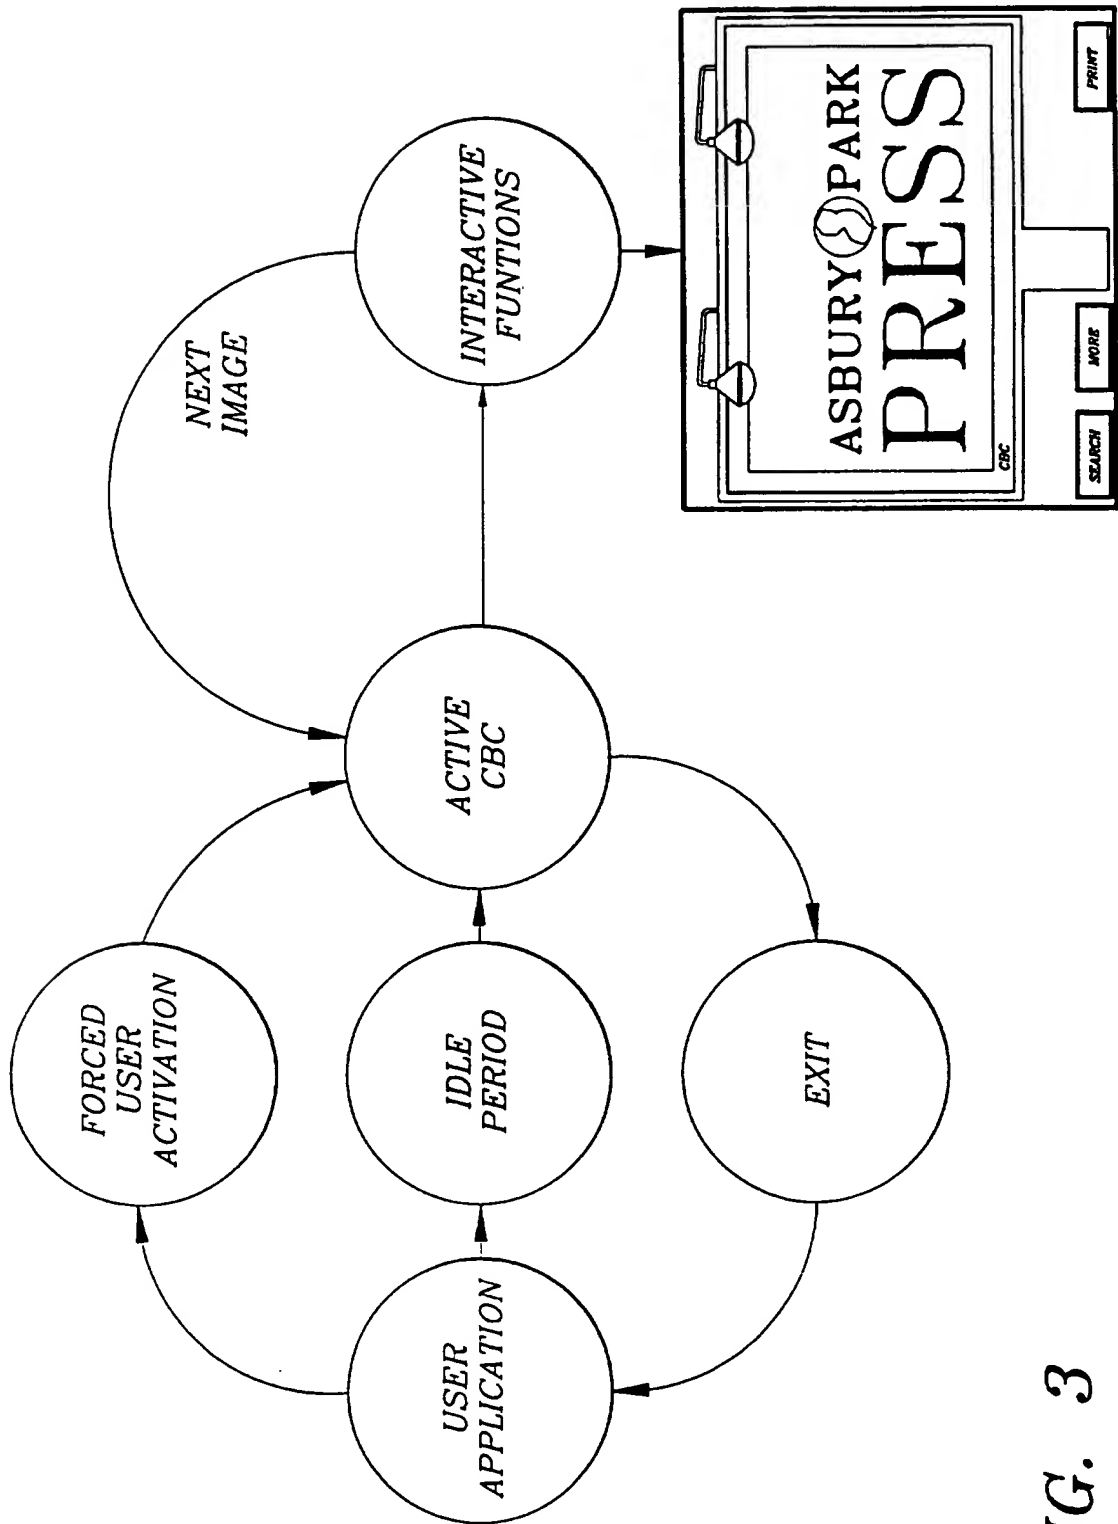 FORCED
USER
ACTIVATION
NEXT
IMAGE
USER
APPLICATION
IDLE
PERIOD
ACTIVE
CBC
INTERACTIVE
FUNTIONS
EXIT
ASBURY PARK
PRESS
CBC
SEARCH
MORE
PRINT
IG. 3